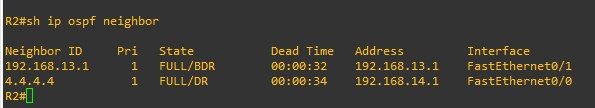 R2#sh ip ospf neighbor
Neighbor ID     Pri   State           Dead Time   Address         Interface
192.168.13.1      1   FULL/BDR        00:00:32    192.168.13.1    FastEthernet0/1
4.4.4.4           1   FULL/DR         00:00:34    192.168.14.1    FastEthernet0/0
R2#